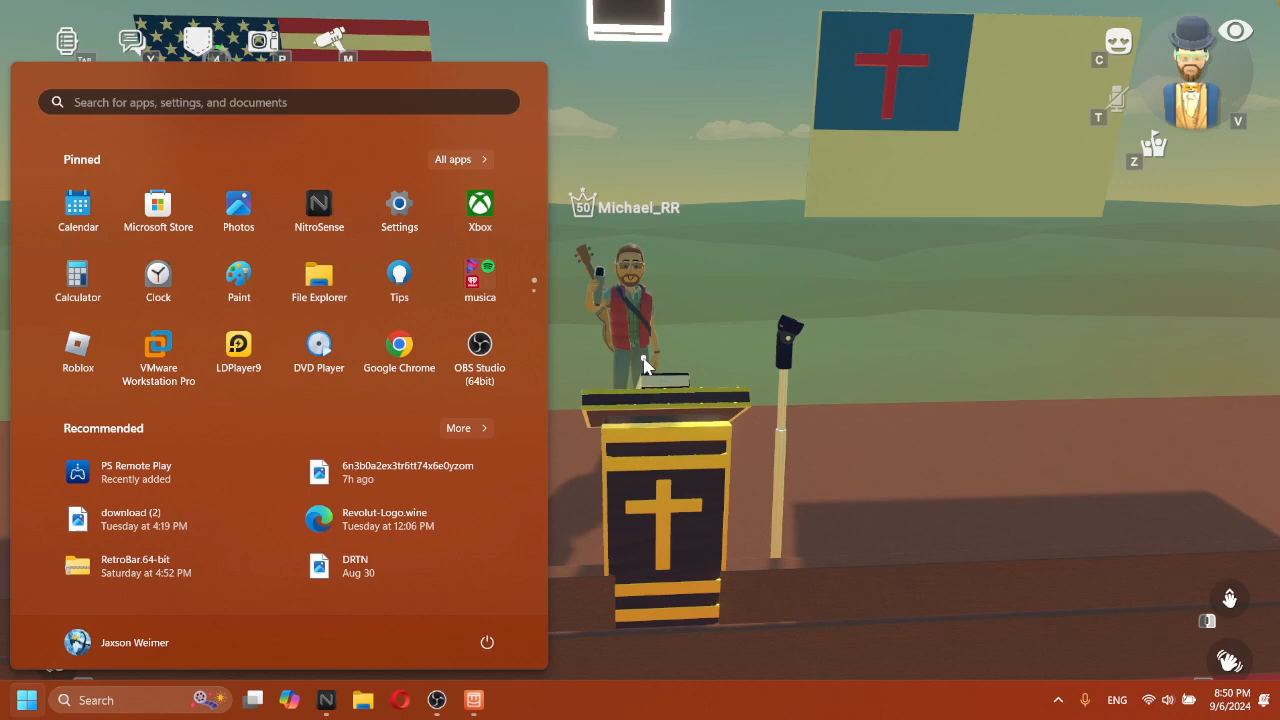 TAB
Y
4
P
M
C
T
V
Z
Search for apps, settings, and documents
Pinned
All apps
Calendar
Microsoft Store
Photos
NitroSense
Settings
Xbox
Calculator
Clock
Paint
File Explorer
Tips
musica
Roblox
VMware
Workstation Pro
LDPlayer9
DVD Player
Google Chrome
OBS Studio
(64bit)
Recommended
More
PS Remote Play
Recently added
6n3b0a2ex3tr6tt74x6e0yzom
7h ago
download (2)
Tuesday at 4:19 PM
Revolut-Logo.wine
Tuesday at 12:06 PM
RetroBar.64-bit
Saturday at 4:52 PM
DRTN
Aug 30
Jaxson Weimer
50 Michael_RR
Search
ENG
8:50 PM
9/6/2024